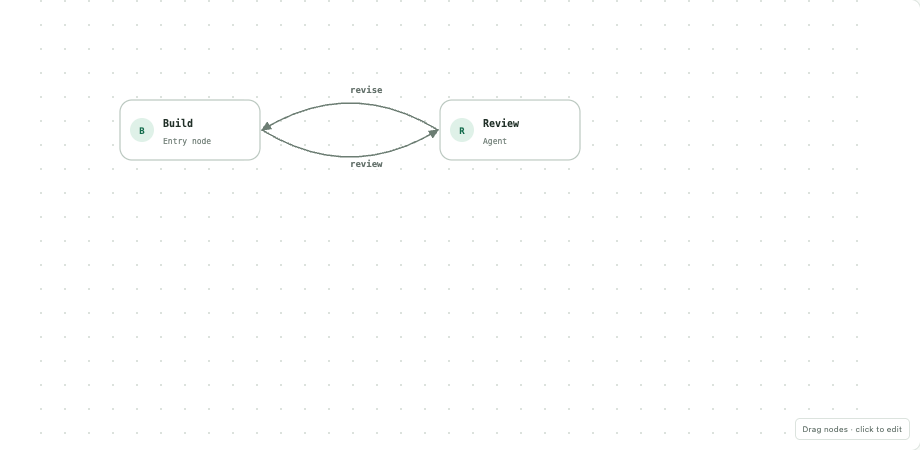 revise
B
Build
Entry node
R
Review
Agent
review
Drag nodes · click to edit